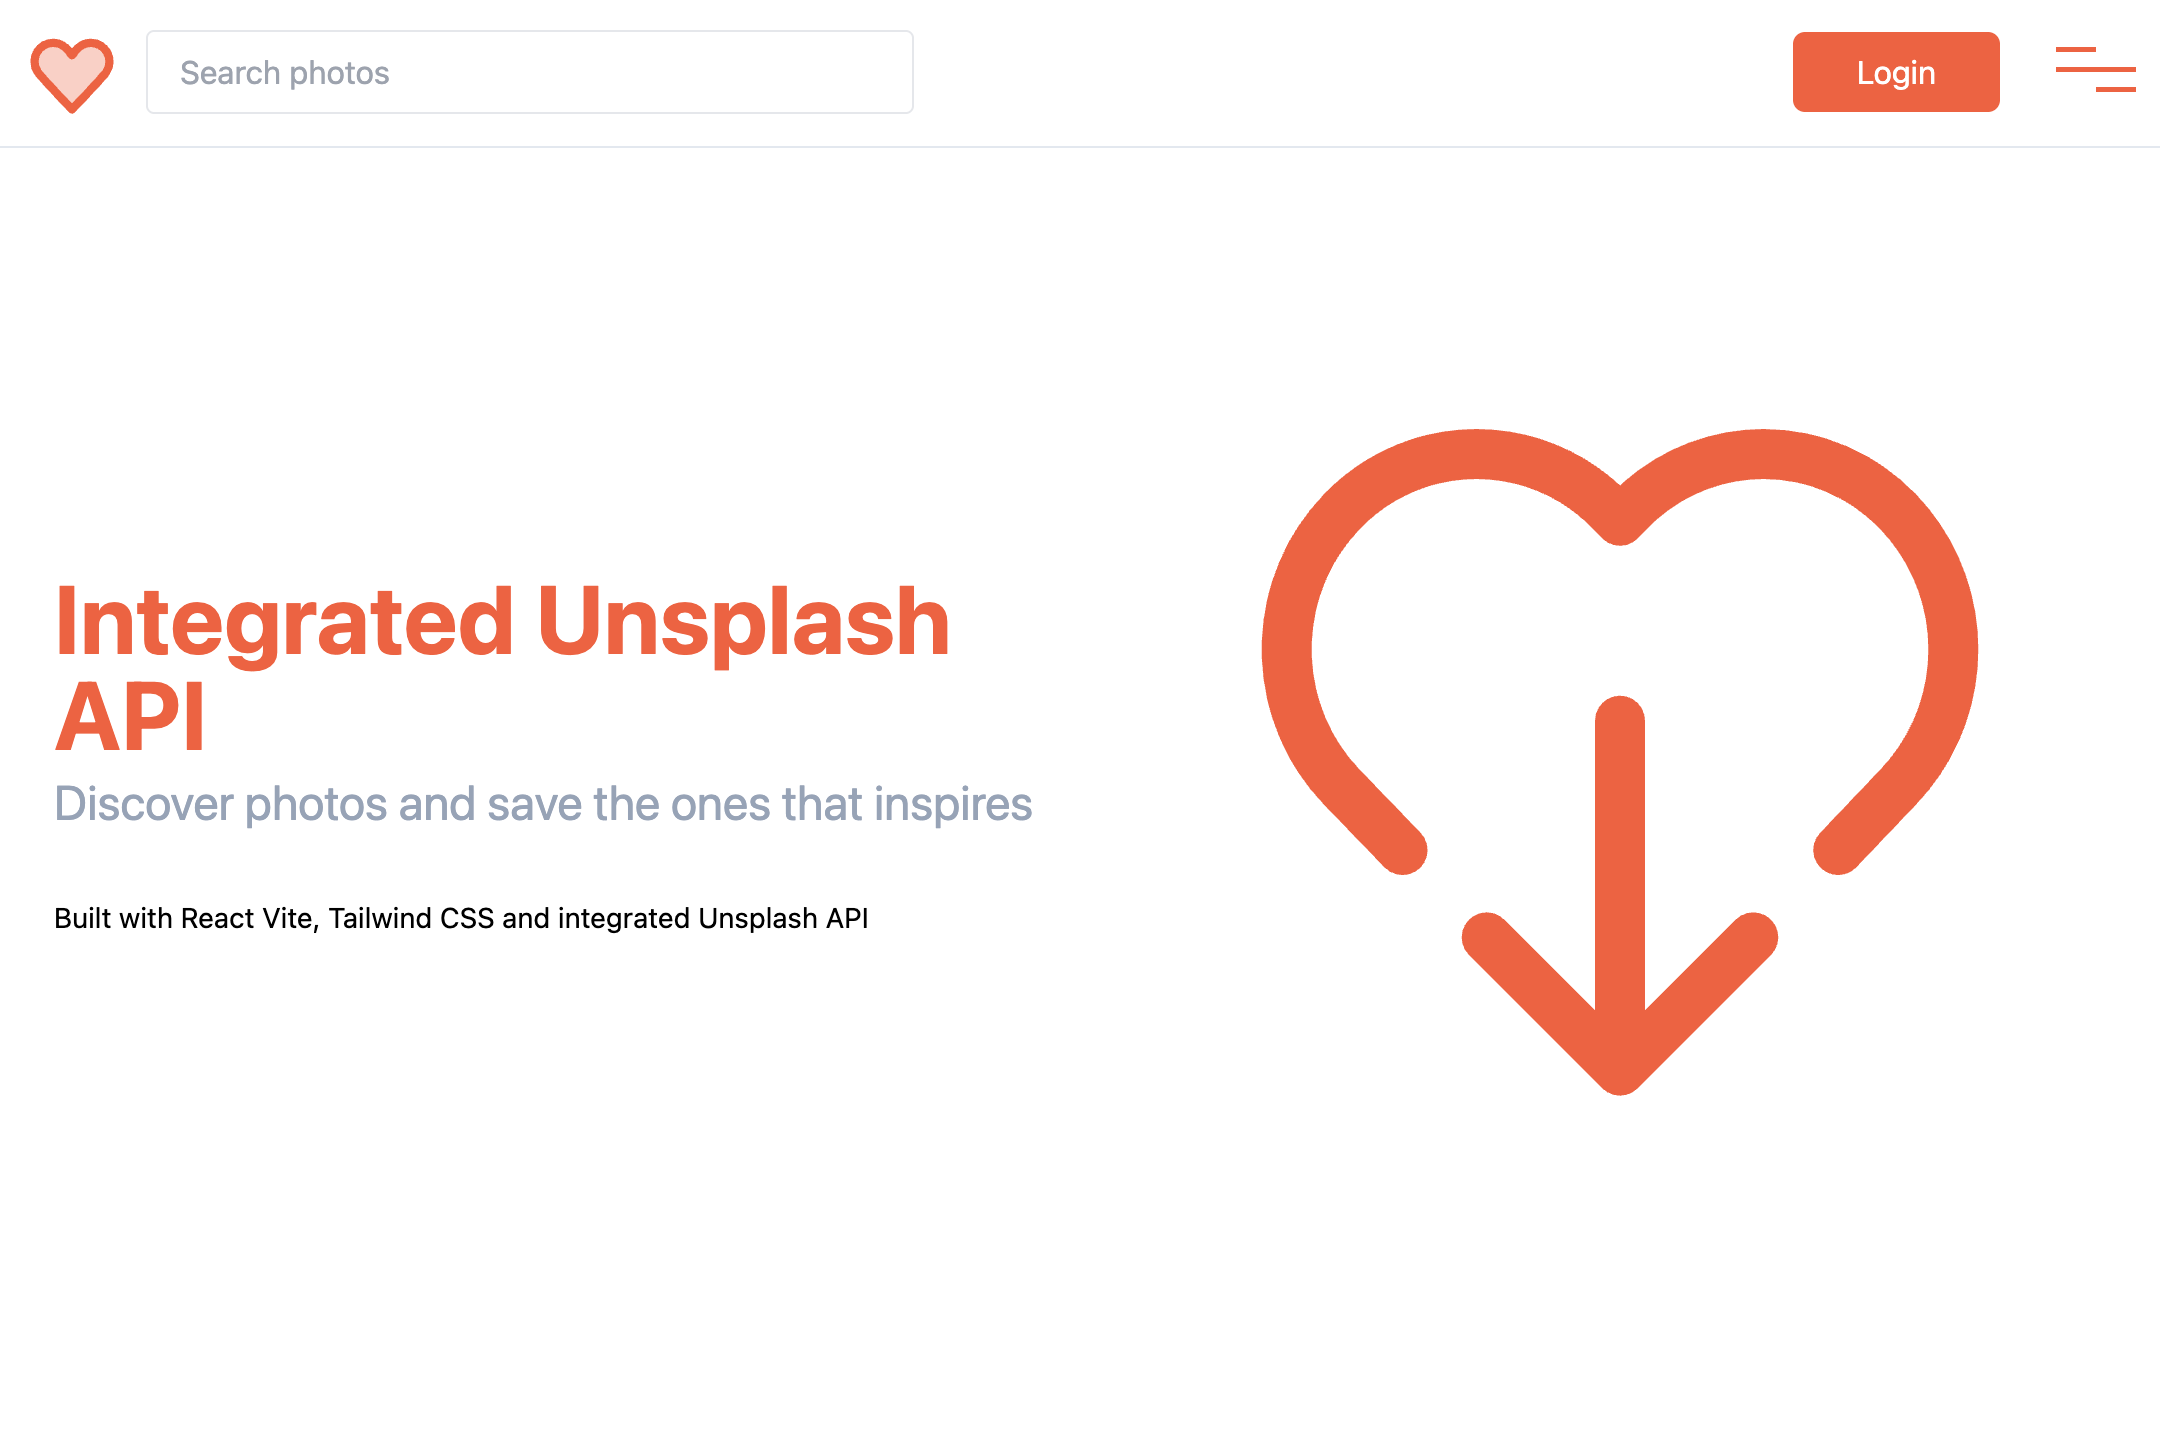 Search photos
Login
Integrated Unsplash
API
Discover photos and save the ones that inspires
Built with React Vite, Tailwind CSS and integrated Unsplash API